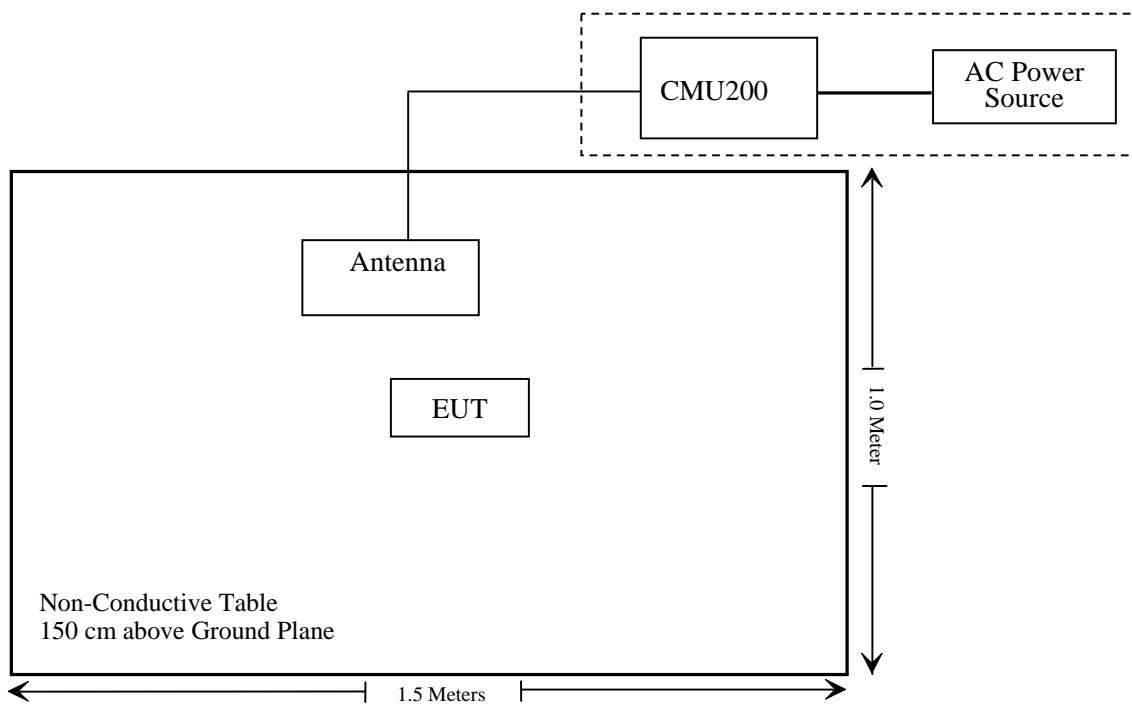 CMU200
AC Power
Source
Antenna
EUT
1.0 Meter
Non-Conductive Table
150 cm above Ground Plane
1.5 Meters